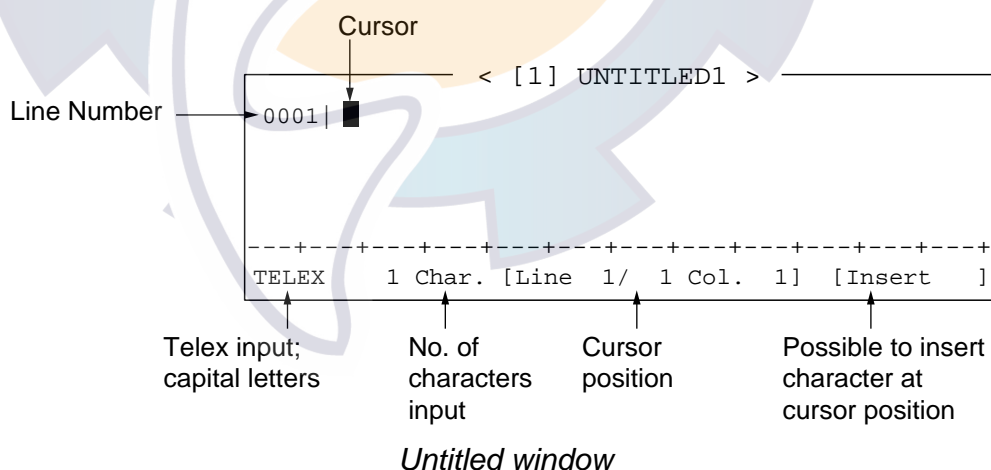 Cursor
< [1] UNTITLED1 >
Line Number
0001|
---+---+---+---+---+---+---+---+---+---+---+---+
TELEX 1 Char. [Line 1/ 1 Col. 1] [Insert ]
Telex input;
capital letters
No. of
characters
input
Cursor
position
Possible to insert
character at
cursor position
Untitled window